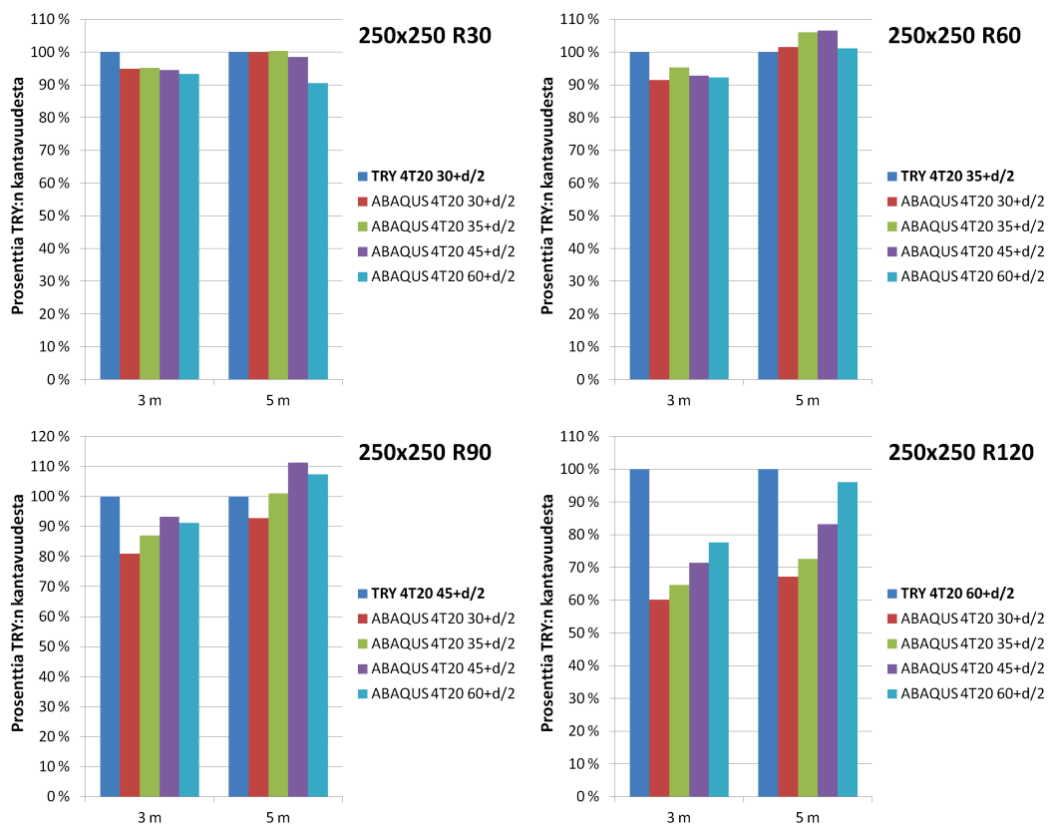 250x250 R30
Prosenttia TRY:n kantavuudesta
110 %
100 %
90 %
80 %
70 %
60 %
50 %
40 %
30 %
20 %
10 %
0 %
3 m
5 m
TRY 4T20 30+d/2
ABAQUS 4T20 30+d/2
ABAQUS 4T20 35+d/2
ABAQUS 4T20 45+d/2
ABAQUS 4T20 60+d/2
250x250 R60
Prosenttia TRY:n kantavuudesta
110 %
100 %
90 %
80 %
70 %
60 %
50 %
40 %
30 %
20 %
10 %
0 %
3 m
5 m
TRY 4T20 35+d/2
ABAQUS 4T20 30+d/2
ABAQUS 4T20 35+d/2
ABAQUS 4T20 45+d/2
ABAQUS 4T20 60+d/2
250x250 R90
Prosenttia TRY:n kantavuudesta
120 %
110 %
100 %
90 %
80 %
70 %
60 %
50 %
40 %
30 %
20 %
10 %
0 %
3 m
5 m
TRY 4T20 45+d/2
ABAQUS 4T20 30+d/2
ABAQUS 4T20 35+d/2
ABAQUS 4T20 45+d/2
ABAQUS 4T20 60+d/2
250x250 R120
Prosenttia TRY:n kantavuudesta
110 %
100 %
90 %
80 %
70 %
60 %
50 %
40 %
30 %
20 %
10 %
0 %
3 m
5 m
TRY 4T20 60+d/2
ABAQUS 4T20 30+d/2
ABAQUS 4T20 35+d/2
ABAQUS 4T20 45+d/2
ABAQUS 4T20 60+d/2